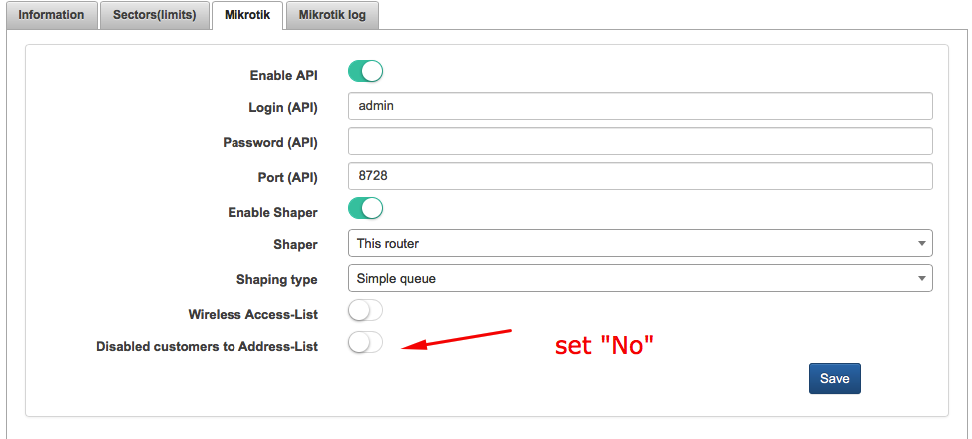 Information Sectors(limits) Mikrotik Mikrotik log
Enable API
Login (API) admin
Password (API)
Port (API) 8728
Enable Shaper
Shaper This router
Shaping type Simple queue
Wireless Access-List
Disabled customers to Address-List set "No"
Save